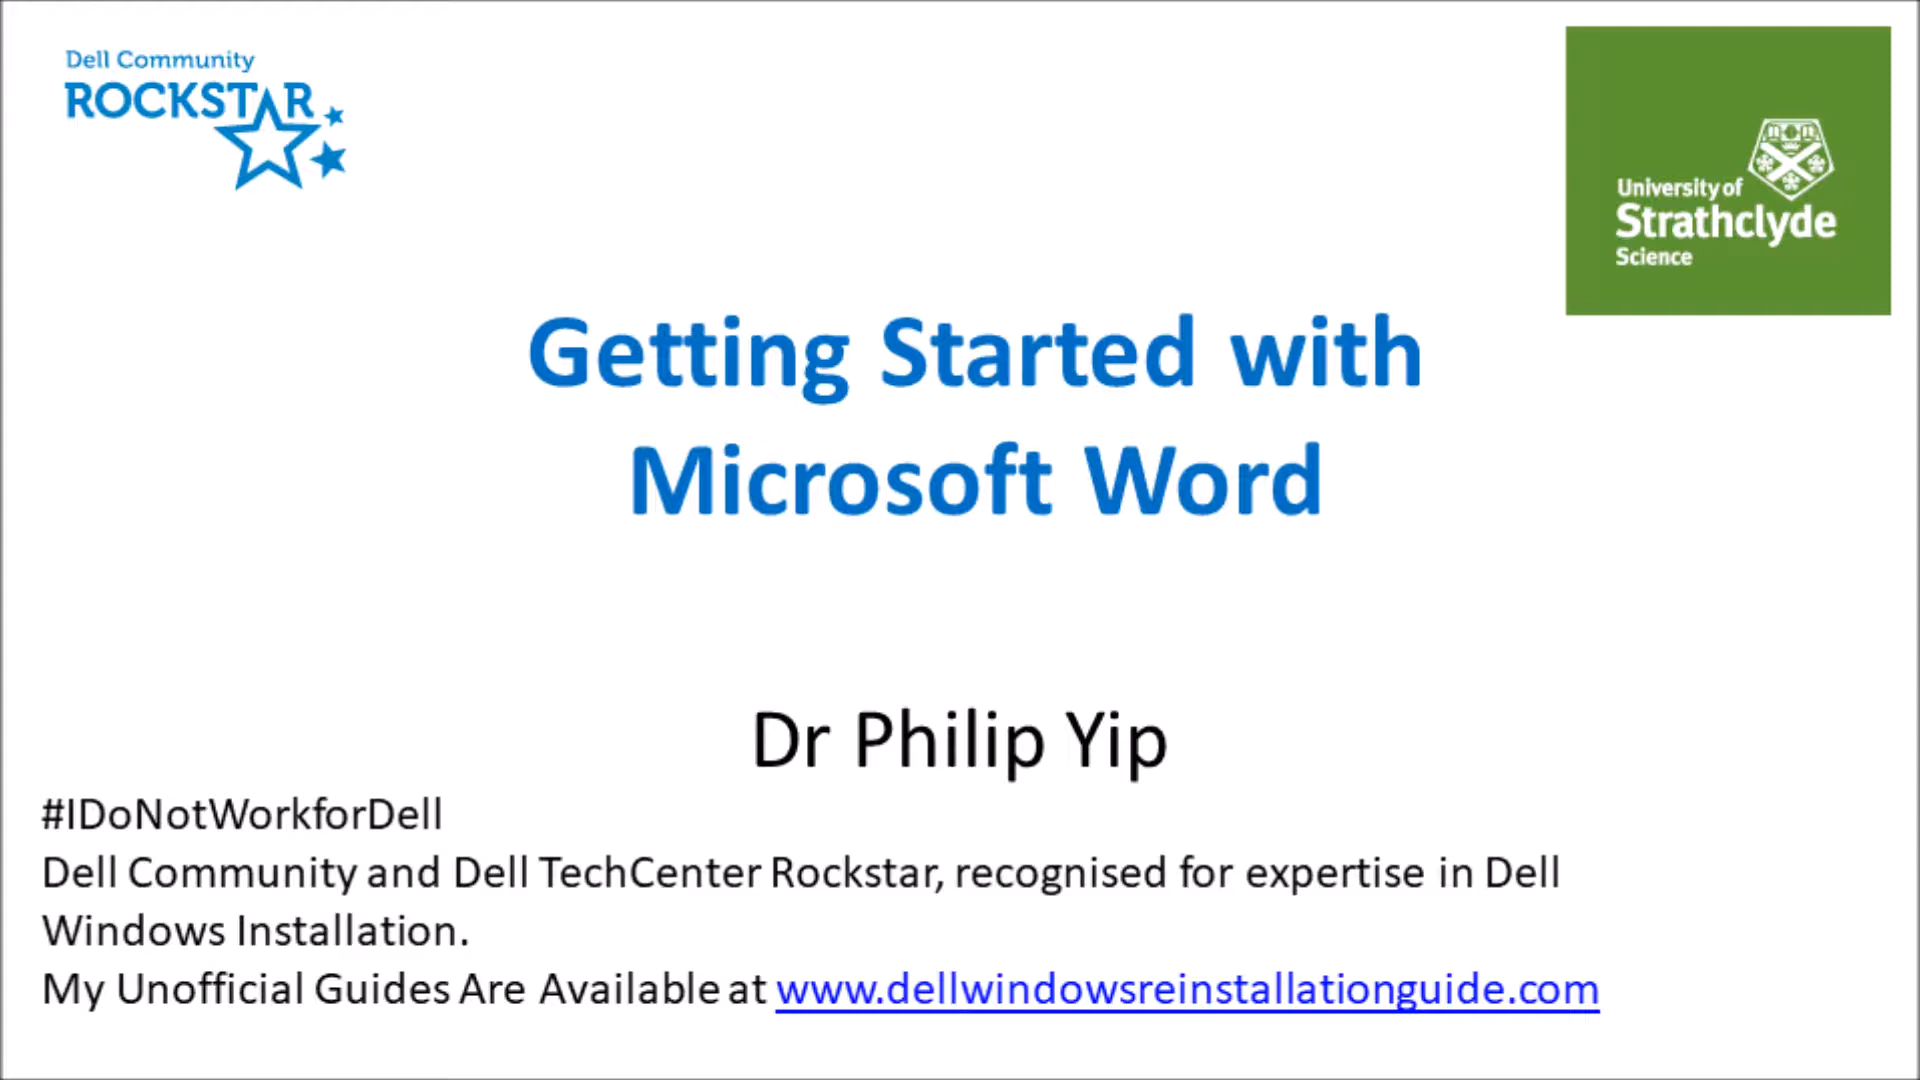 Dell Community
ROCKSTAR
University of
Strathclyde
Science
Getting Started with
Microsoft Word
Dr Philip Yip
#IDoNotWorkforDell
Dell Community and Dell TechCenter Rockstar, recognised for expertise in Dell
Windows Installation.
My Unofficial Guides Are Available at www.dellwindowsreinstallationguide.com